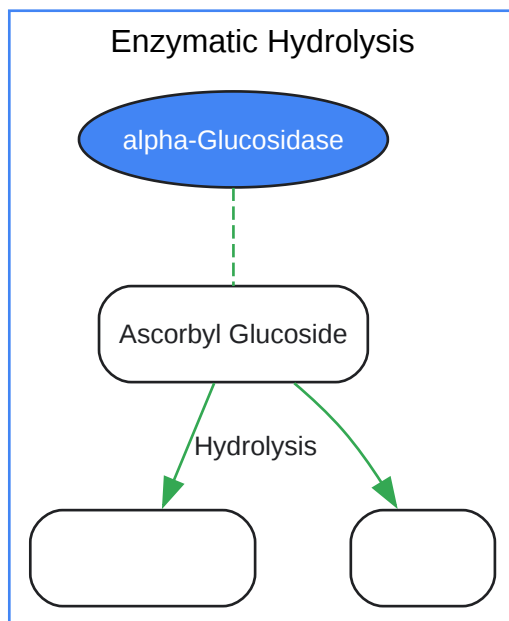 Enzymatic Hydrolysis
alpha-Glucosidase
Ascorbyl Glucoside
Hydrolysis